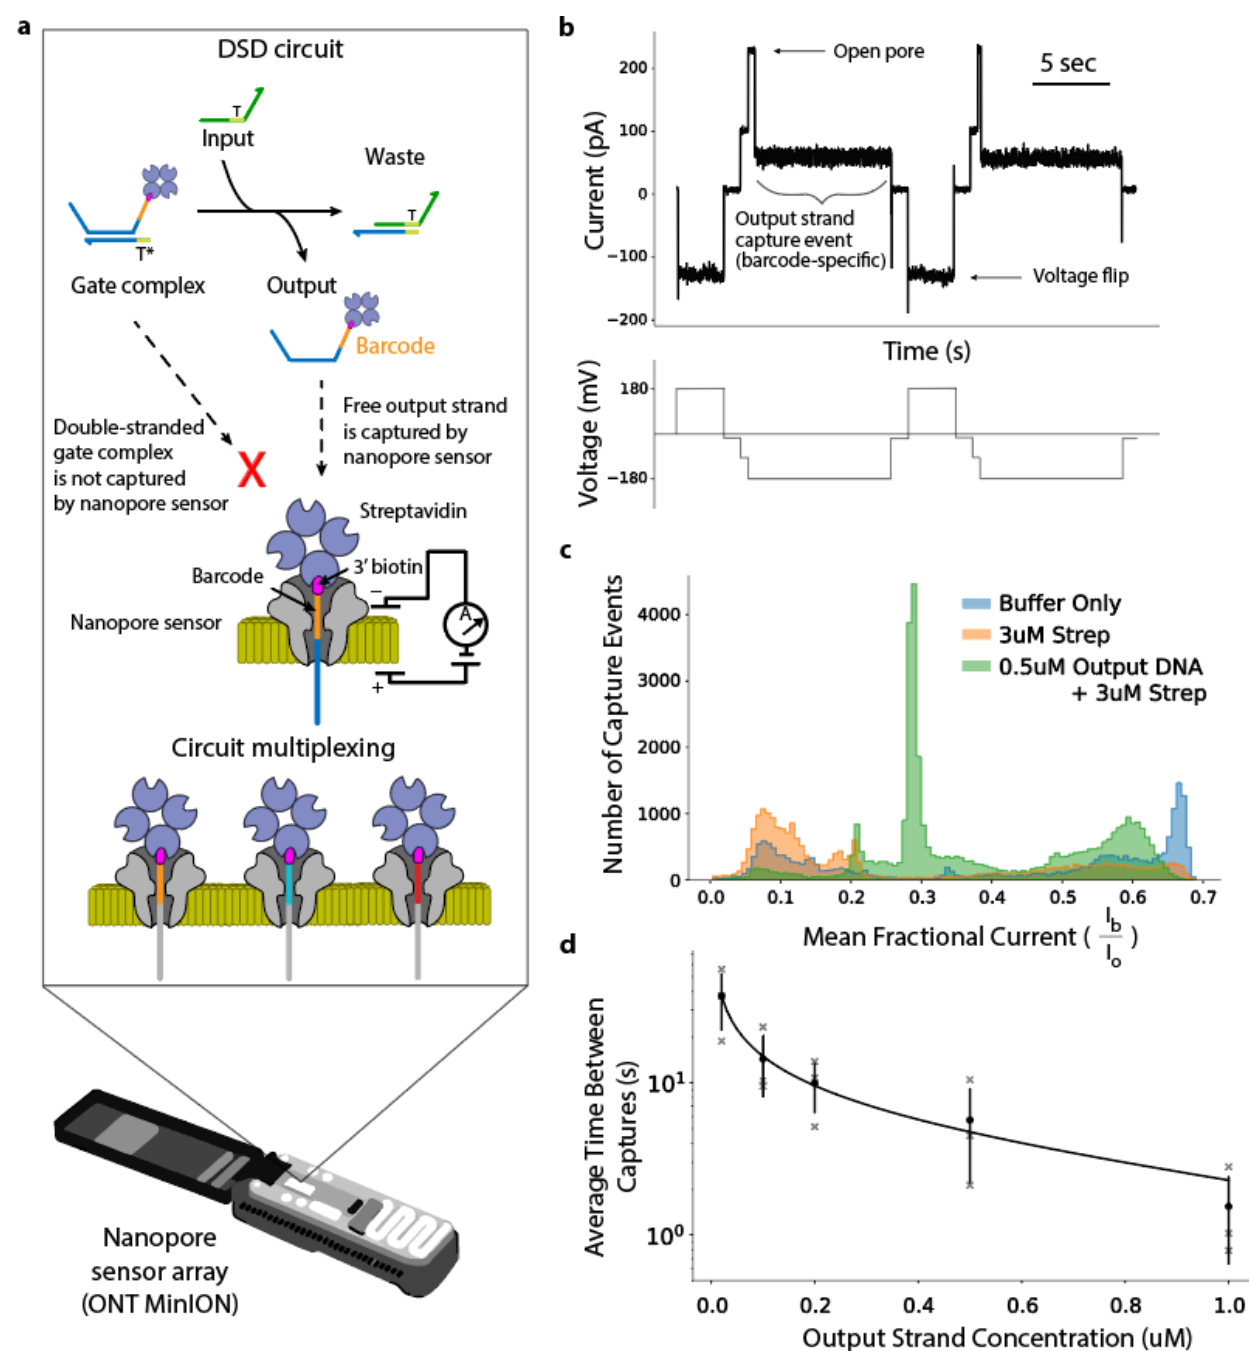 a
DSD circuit
T
Input
Waste
T
T*
Gate complex
Output
Barcode
Double-stranded
gate complex
is not captured
by nanopore sensor
X
Free output strand
is captured by
nanopore sensor
Streptavidin
Barcode
3' biotin
Nanopore sensor
−
A
+
Circuit multiplexing
Nanopore
sensor array
(ONT MinION)
b
Current (pA)
200
100
0
−100
−200
Open pore
5 sec
Output strand
capture event
(barcode-specific)
Voltage flip
Time (s)
Voltage (mV)
180
−180
c
Number of Capture Events
4000
3000
2000
1000
0
Buffer Only
3uM Strep
0.5uM Output DNA
+ 3uM Strep
0.0 0.1 0.2 0.3 0.4 0.5 0.6 0.7
Mean Fractional Current ( Ib/Io )
d
Average Time Between
Captures (s)
10¹
10⁰
0.0 0.2 0.4 0.6 0.8 1.0
Output Strand Concentration (uM)